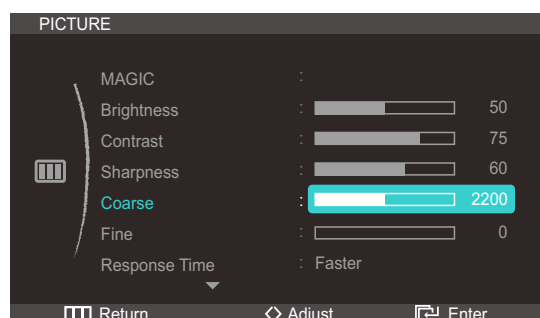 PICTURE
MAGIC :
Brightness : 50
Contrast : 75
Sharpness : 60
Coarse : 2200
Fine : 0
Response Time : Faster
Return Adjust Enter